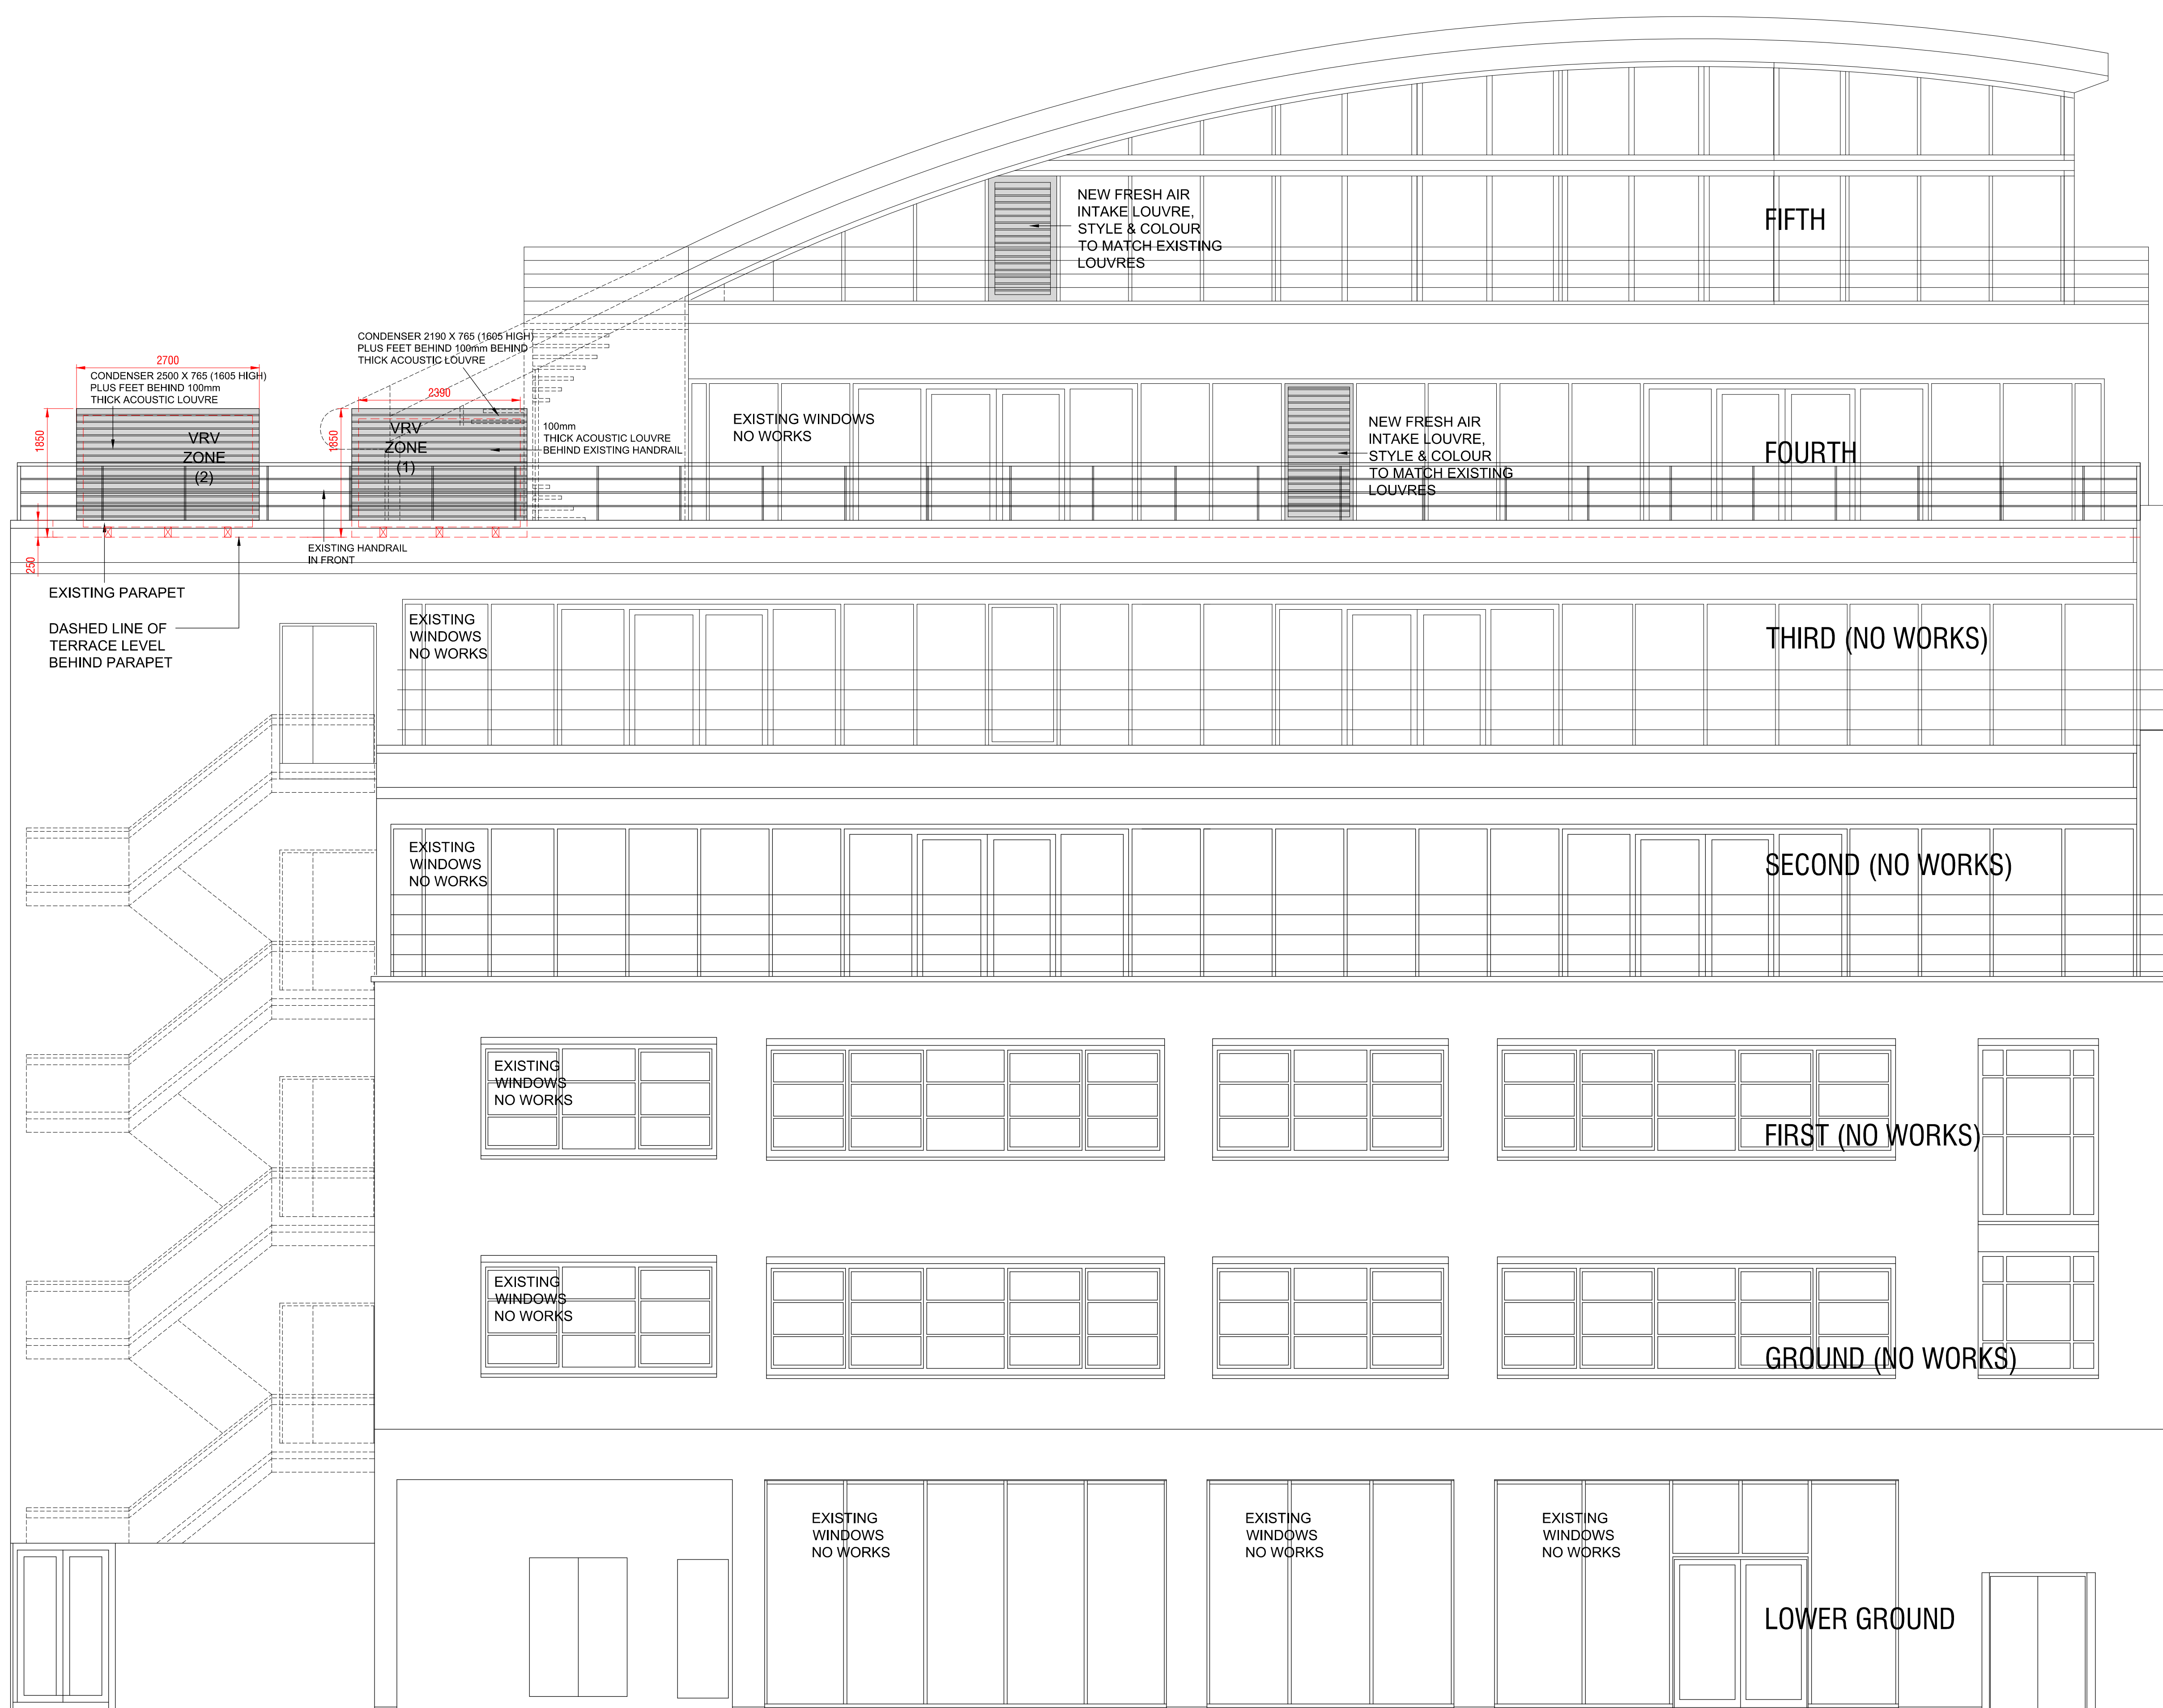 NEW FRESH AIR
INTAKE LOUVRE,
STYLE & COLOUR
TO MATCH EXISTING
LOUVRES
FIFTH
CONDENSER 2190 X 765 (1605 HIGH)
PLUS FEET BEHIND 100mm BEHIND
THICK ACOUSTIC LOUVRE
2700
CONDENSER 2500 X 765 (1605 HIGH)
PLUS FEET BEHIND 100mm
THICK ACOUSTIC LOUVRE
2390
1850
VRV
ZONE
(2)
1850
VRV
ZONE
(1)
100mm
THICK ACOUSTIC LOUVRE
BEHIND EXISTING HANDRAIL
EXISTING WINDOWS
NO WORKS
NEW FRESH AIR
INTAKE LOUVRE,
STYLE & COLOUR
TO MATCH EXISTING
LOUVRES
FOURTH
250
EXISTING HANDRAIL
IN FRONT
EXISTING PARAPET
DASHED LINE OF
TERRACE LEVEL
BEHIND PARAPET
EXISTING
WINDOWS
NO WORKS
THIRD (NO WORKS)
EXISTING
WINDOWS
NO WORKS
SECOND (NO WORKS)
EXISTING
WINDOWS
NO WORKS
FIRST (NO WORKS)
EXISTING
WINDOWS
NO WORKS
GROUND (NO WORKS)
EXISTING
WINDOWS
NO WORKS
EXISTING
WINDOWS
NO WORKS
EXISTING
WINDOWS
NO WORKS
LOWER GROUND